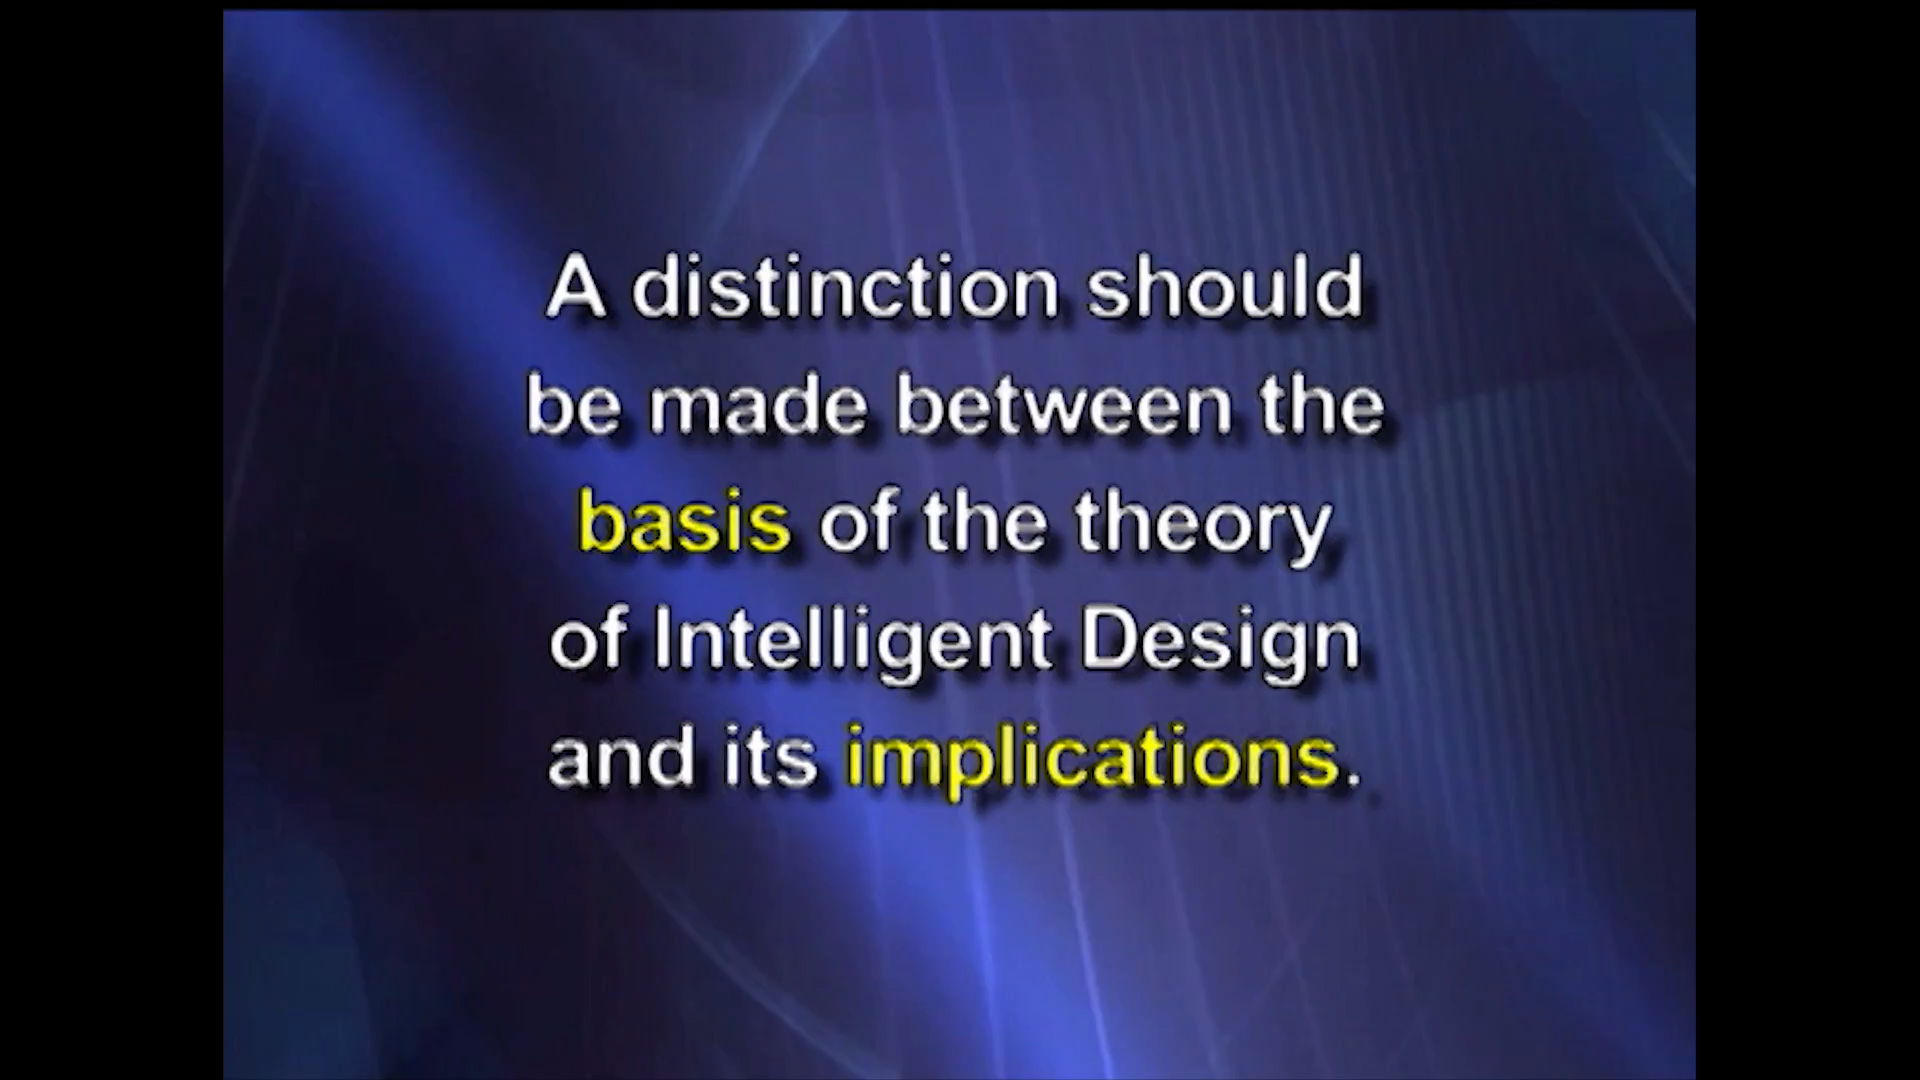 A distinction should
be made between the
basis of the theory
of Intelligent Design
and its implications.